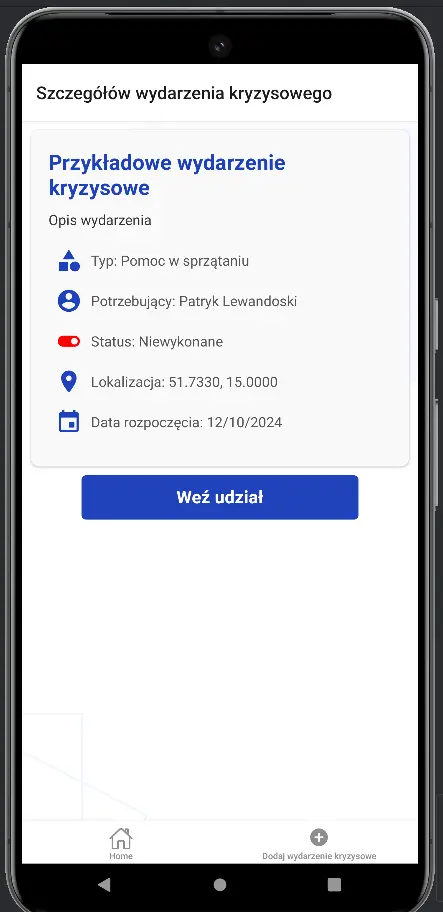 Szczegółów wydarzenia kryzysowego
Przykładowe wydarzenie
kryzysowe
Opis wydarzenia
Typ: Pomoc w sprzątaniu
Potrzebujący: Patryk Lewandoski
Status: Niewykonane
Lokalizacja: 51.7330, 15.0000
Data rozpoczęcia: 12/10/2024
Weź udział
Home
Dodaj wydarzenie kryzysowe